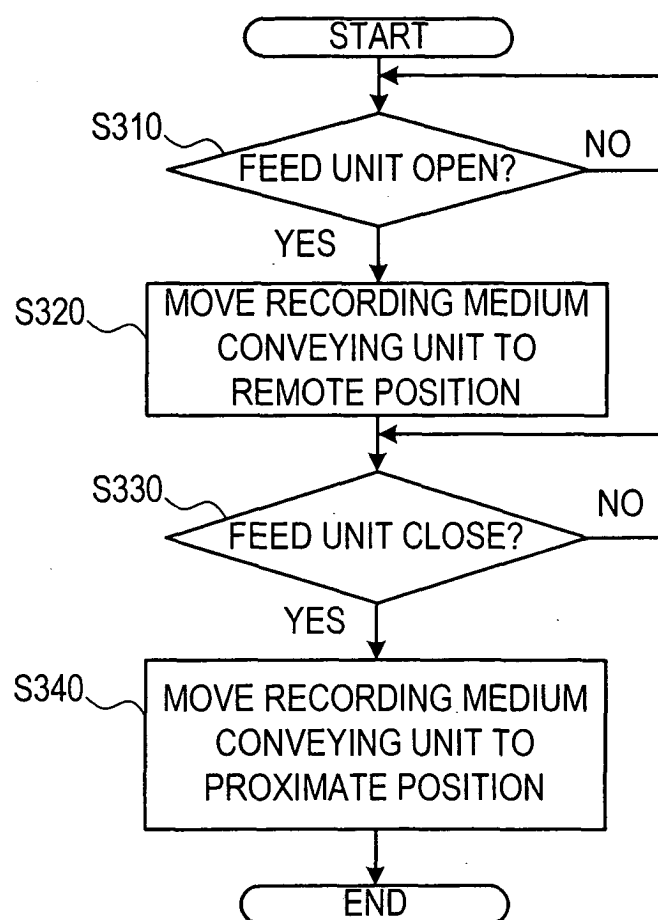 START
S310
FEED UNIT OPEN?
NO
YES
S320
MOVE RECORDING MEDIUM
CONVEYING UNIT TO
REMOTE POSITION
S330
FEED UNIT CLOSE?
NO
YES
S340
MOVE RECORDING MEDIUM
CONVEYING UNIT TO
PROXIMATE POSITION
END